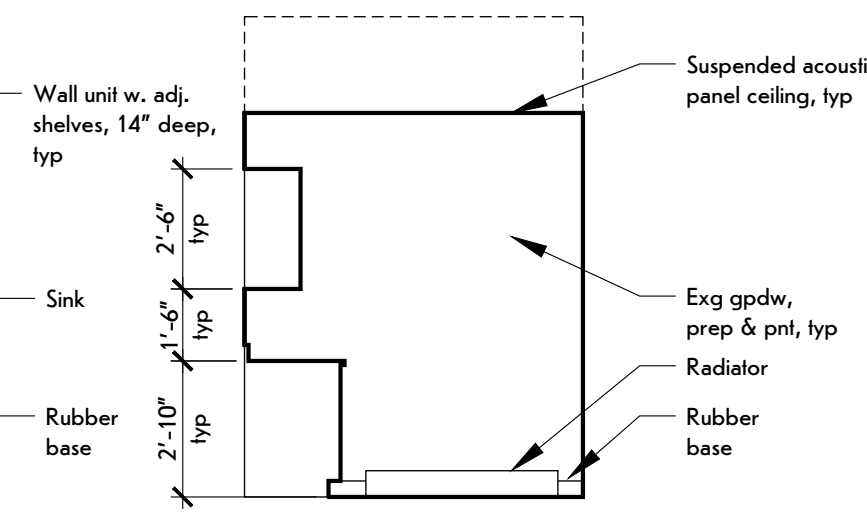 Wall unit w. adj.
shelves, 14" deep,
typ
Sink
Rubber
base
2'-6"
typ
1'-6"
typ
2'-10"
typ
Suspended acousti
panel ceiling, typ
Exg gpdw,
prep & pnt, typ
Radiator
Rubber
base